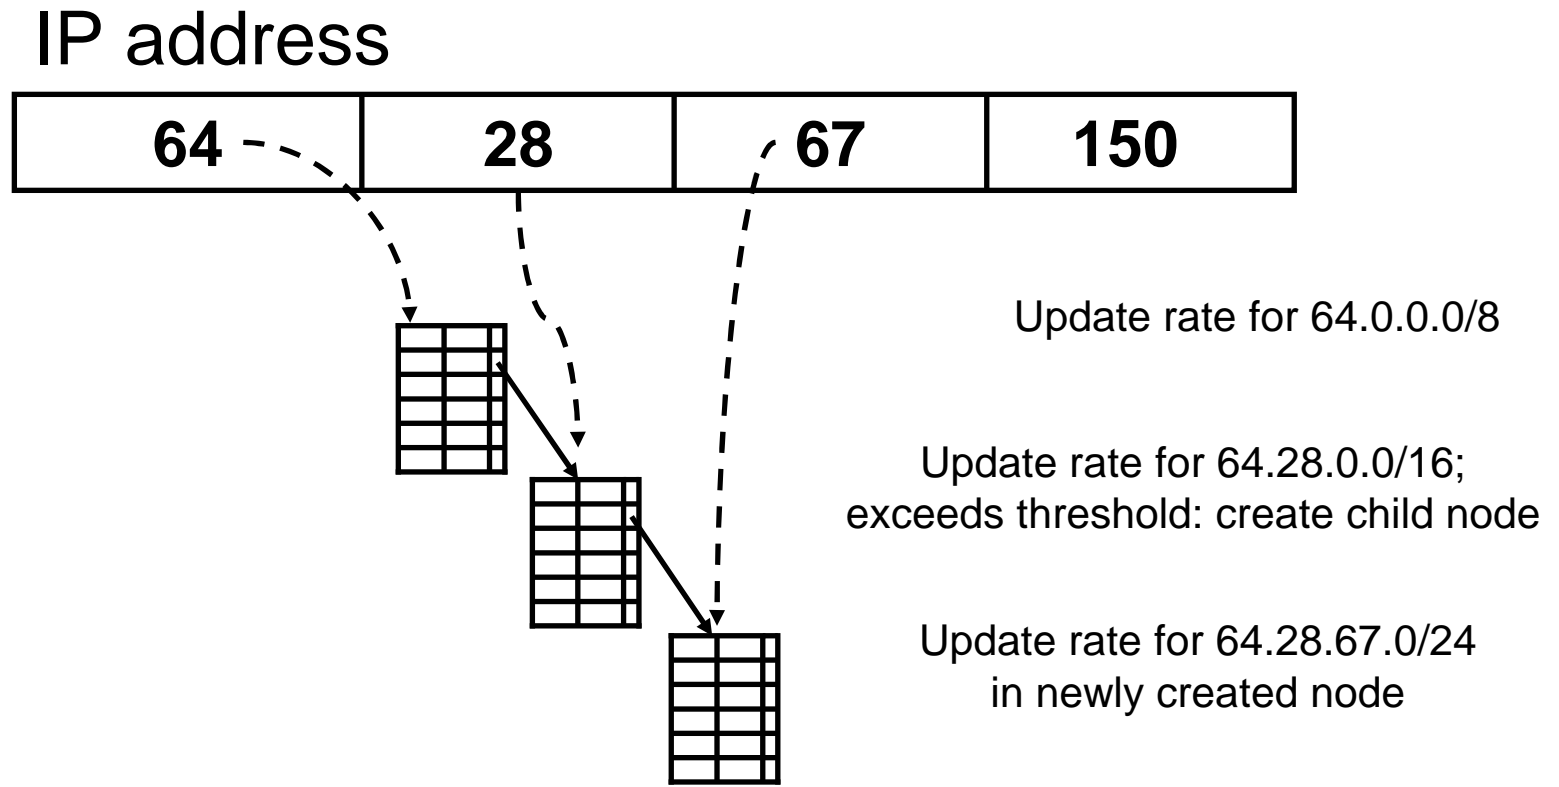 IP address
64 28 67 150
Update rate for 64.0.0.0/8
Update rate for 64.28.0.0/16;
exceeds threshold: create child node
Update rate for 64.28.67.0/24
in newly created node